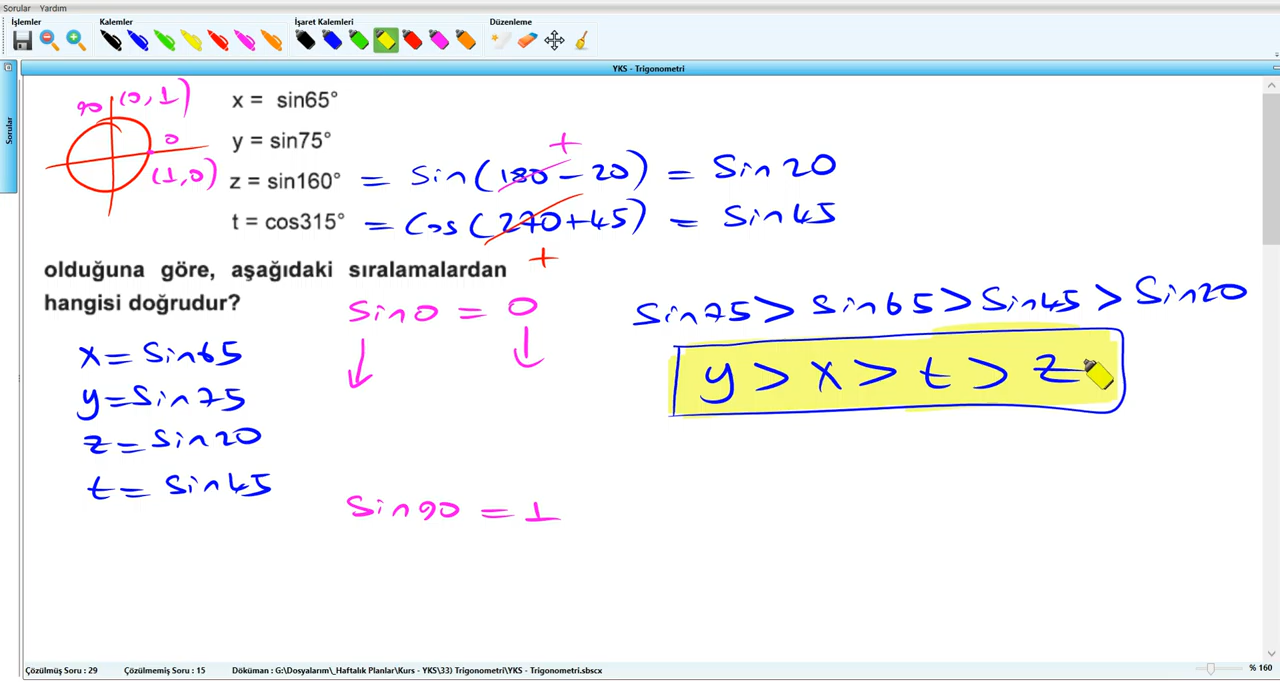 Sorular Yardım
İşlemler Kalemler İşaret Kalemleri Düzenleme
YKS - Trigonometri
Sorular
90 (0,1)
0
(1,0)
x = sin65°
y = sin75°
z = sin160° = Sin(180-20) = Sin20
+
t = cos315° = Cos(270+45) = Sin45
+
olduğuna göre, aşağıdaki sıralamalardan
hangisi doğrudur?
x = Sin65
y = Sin75
z = Sin20
t = Sin45
Sin0 = 0
Sin90 = 1
Sin75 > Sin65 > Sin45 > Sin20
y > x > t > z
Çözülmüş Soru : 29 Çözülmemiş Soru : 15 Döküman : G:\Dosyalarım\_Haftalık Planlar\Kurs - YKS\33) Trigonometri\YKS - Trigonometri.sbscx % 160